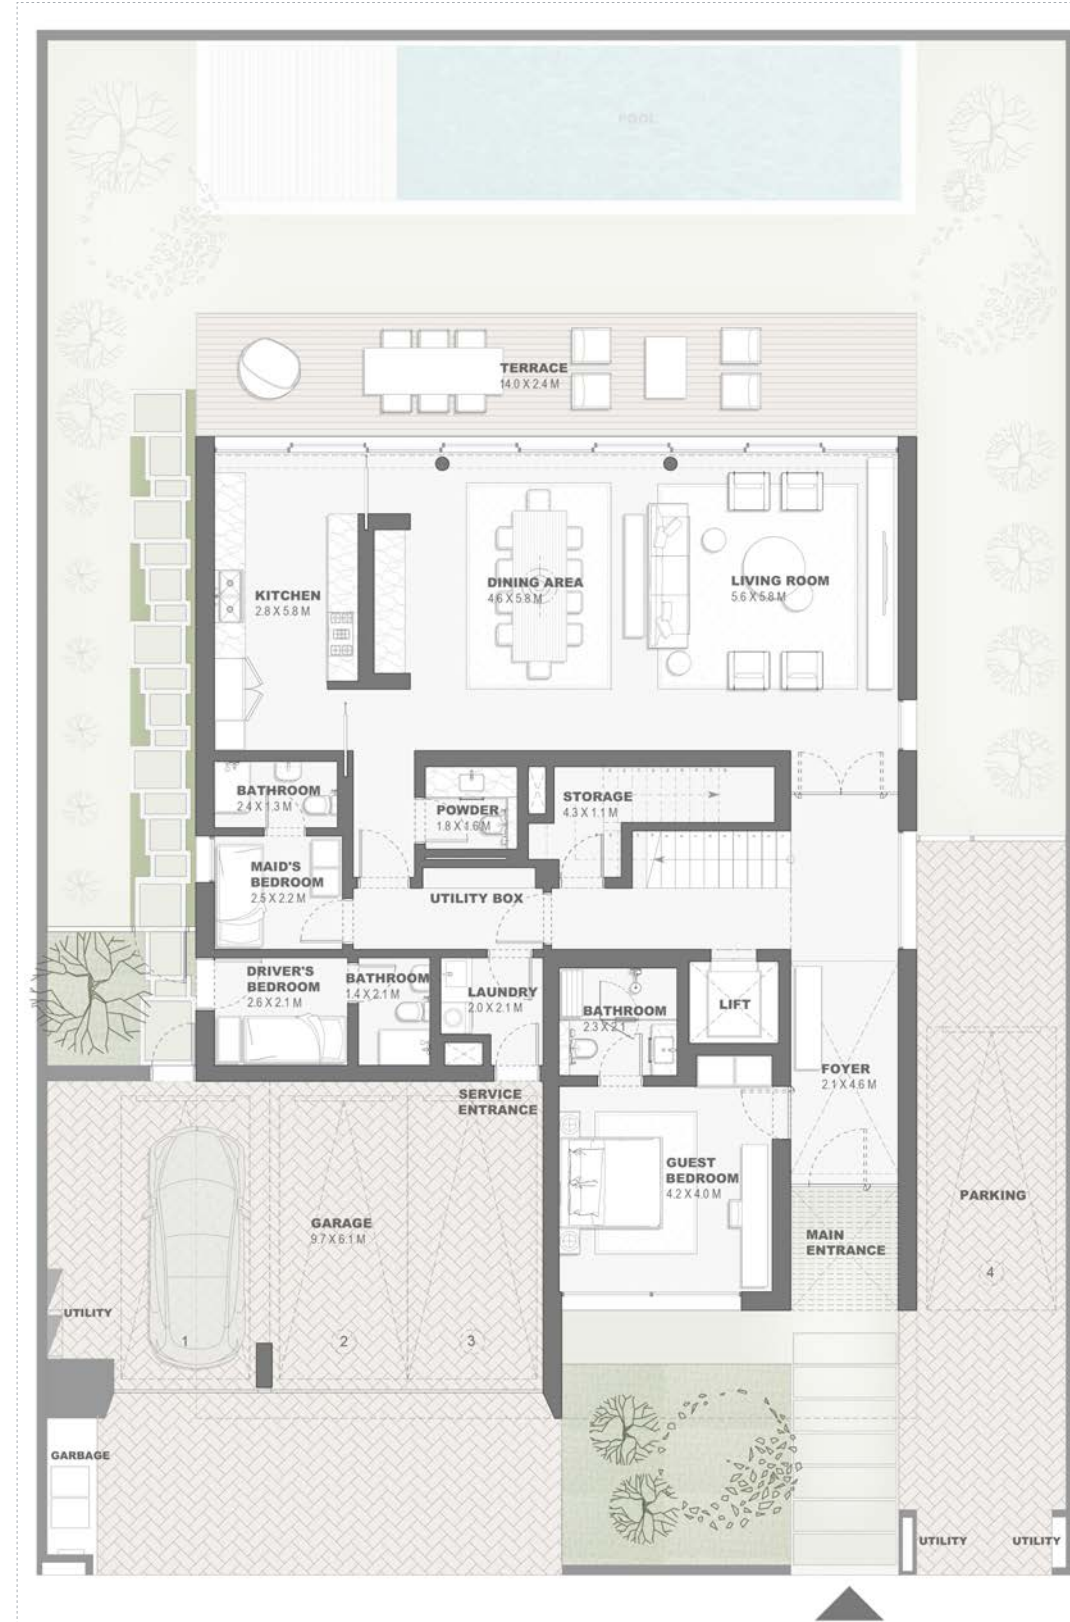 POOL
TERRACE
14.0 X 2.4 M
KITCHEN
2.8 X 5.8 M
DINING AREA
4.6 X 5.8 M
LIVING ROOM
5.6 X 5.8 M
BATHROOM
2.4 X 1.3 M
POWDER
1.8 X 1.6 M
STORAGE
4.3 X 1.1 M
MAID'S
BEDROOM
2.5 X 2.2 M
UTILITY BOX
DRIVER'S
BEDROOM
2.6 X 2.1 M
BATHROOM
1.4 X 2.1 M
LAUNDRY
2.0 X 2.1 M
BATHROOM
2.3 X 2.1
LIFT
FOYER
2.1 X 4.6 M
SERVICE
ENTRANCE
GUEST
BEDROOM
4.2 X 4.0 M
GARAGE
9.7 X 6.1 M
MAIN
ENTRANCE
PARKING
4
UTILITY
1
2
3
GARBAGE
UTILITY
UTILITY